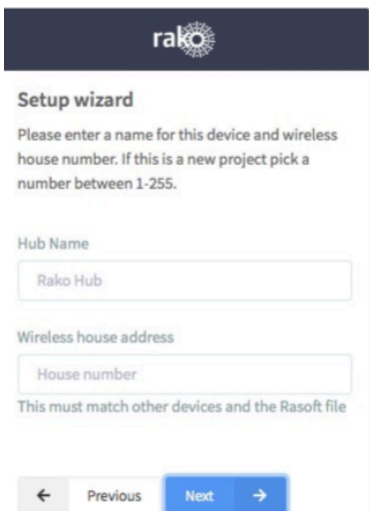 rako
Setup wizard
Please enter a name for this device and wireless
house number. If this is a new project pick a
number between 1-255.
Hub Name
Rako Hub
Wireless house address
House number
This must match other devices and the Rasoft file
Previous
Next